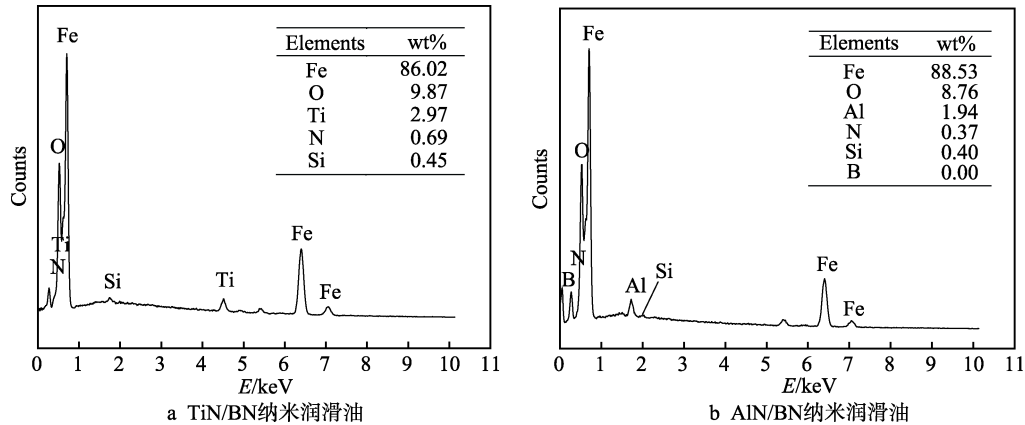 Fe
Elements wt%
Fe 86.02
O 9.87
Ti 2.97
N 0.69
Si 0.45
O
Ti
N
Si
Ti
Fe
Fe
Counts
0 1 2 3 4 5 6 7 8 9 10 11
E/keV
a TiN/BN纳米润滑油
Fe
Elements wt%
Fe 88.53
O 8.76
Al 1.94
N 0.37
Si 0.40
B 0.00
O
N
B
Al
Si
Fe
Fe
Counts
0 1 2 3 4 5 6 7 8 9 10 11
E/keV
b AlN/BN纳米润滑油